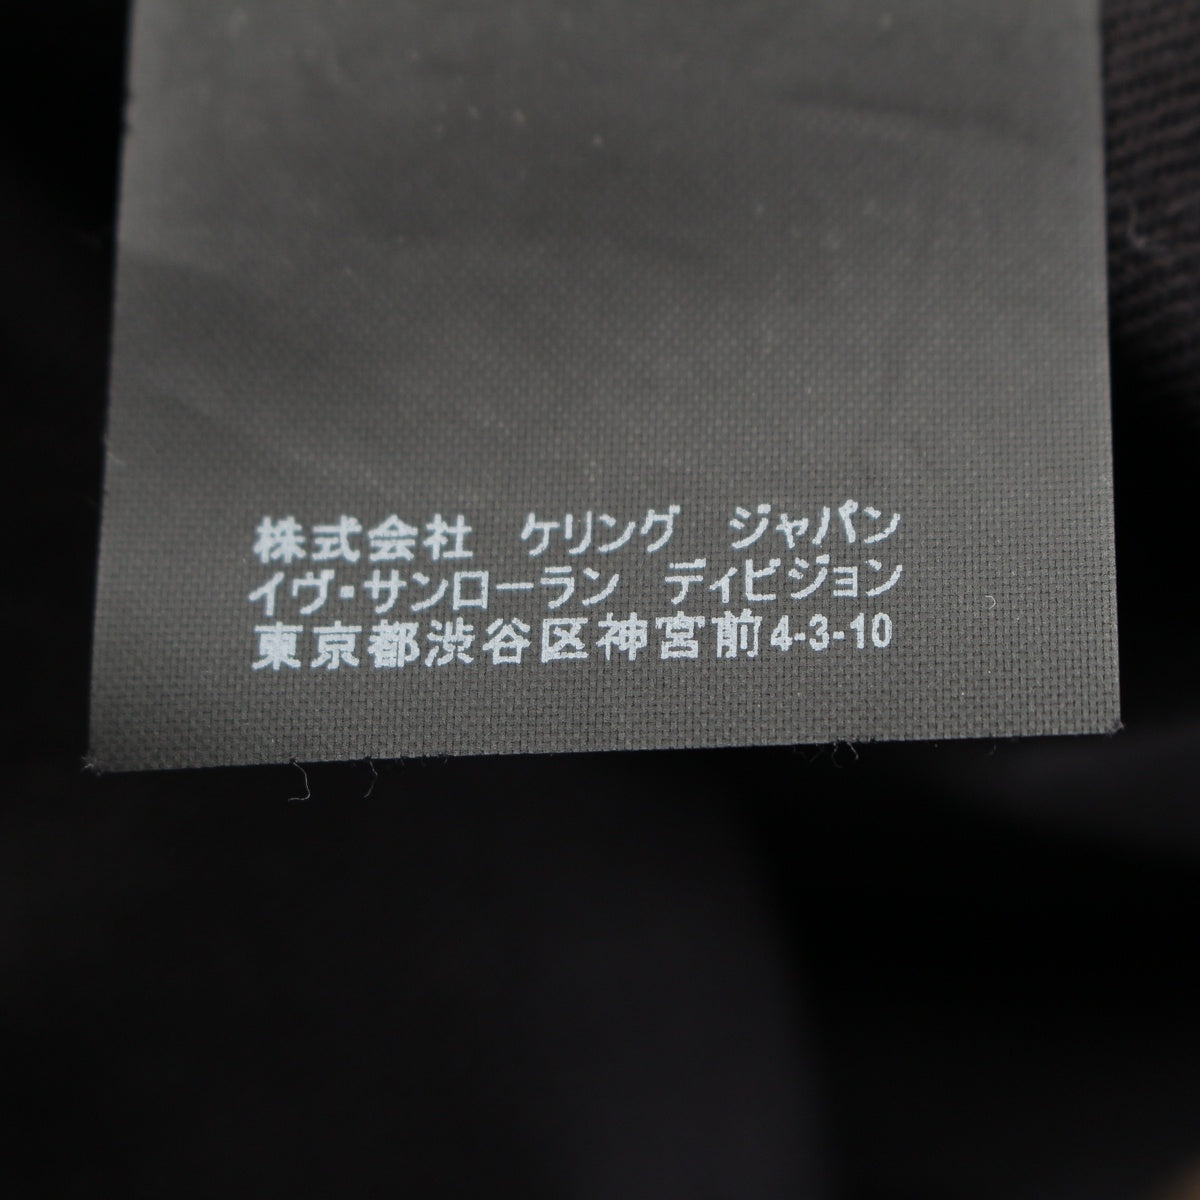 株式会社　ケリング　ジャパン
イヴ・サンローラン　ディビジョン
東京都渋谷区神宮前4-3-10